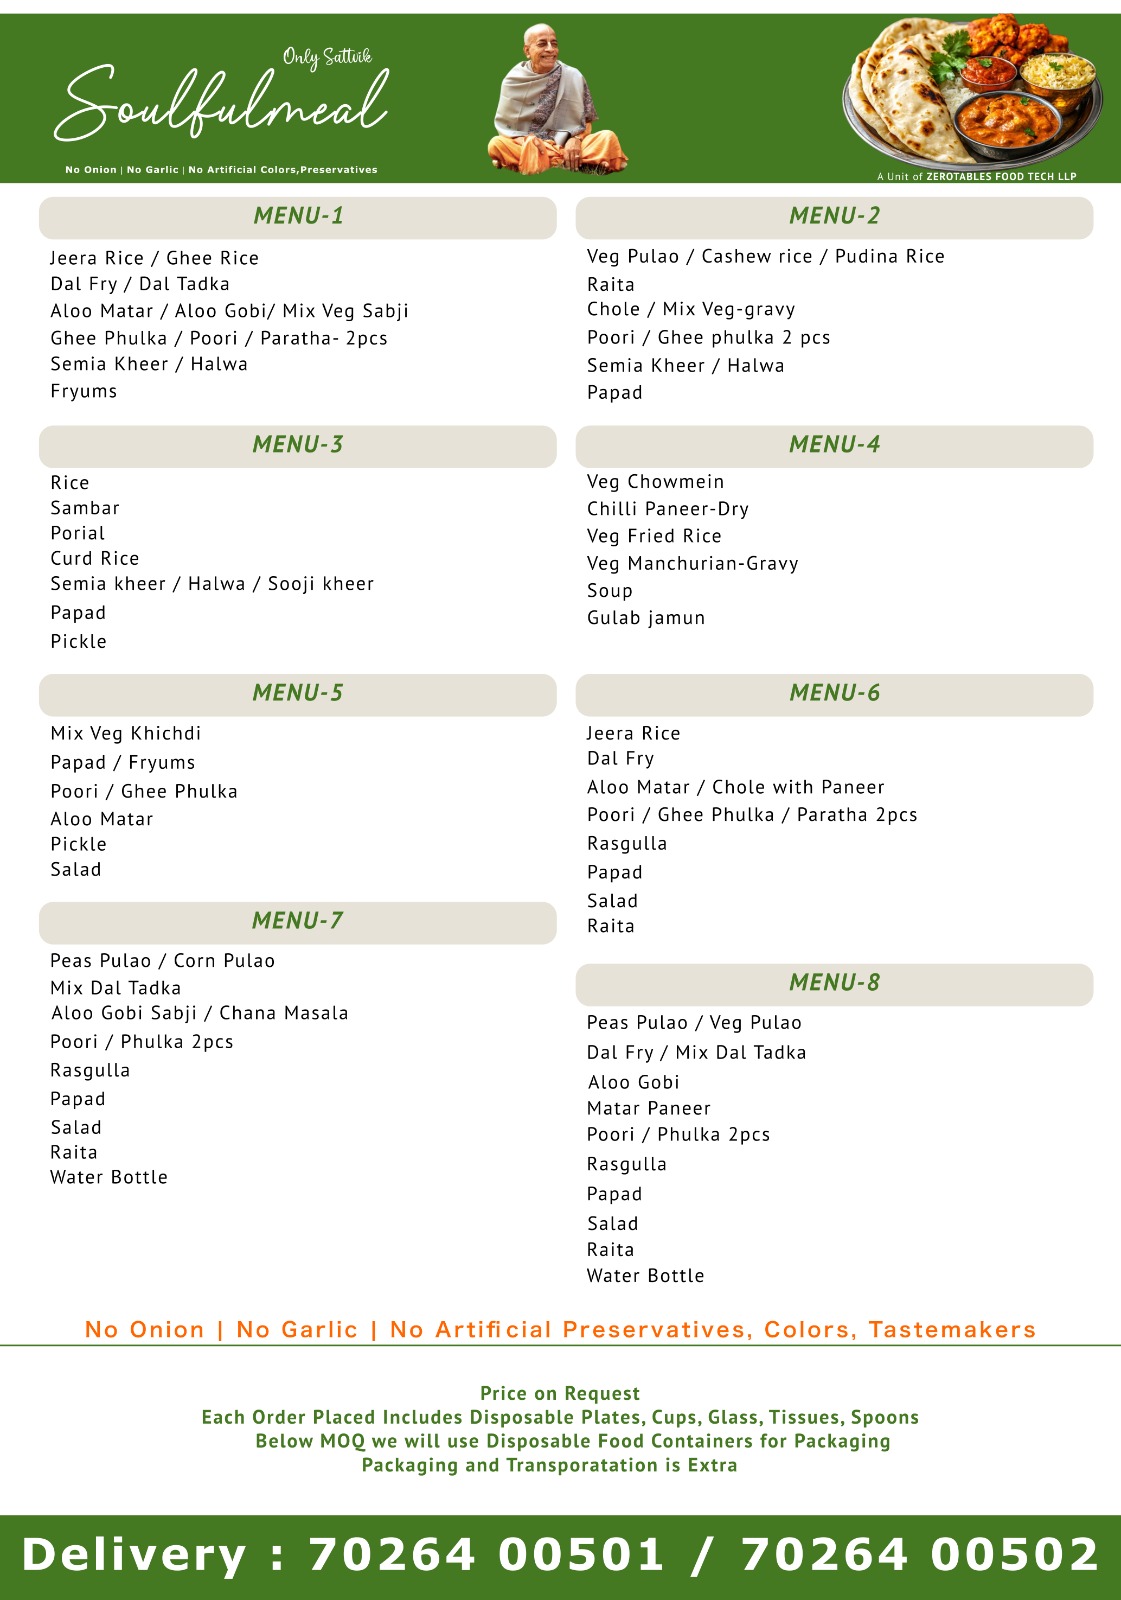 Only Sattvik
Soulfulmeal
No Onion | No Garlic | No Artificial Colors,Preservatives
A Unit of ZEROTABLES FOOD TECH LLP
MENU-1
Jeera Rice / Ghee Rice
Dal Fry / Dal Tadka
Aloo Matar / Aloo Gobi/ Mix Veg Sabji
Ghee Phulka / Poori / Paratha- 2pcs
Semia Kheer / Halwa
Fryums
MENU-2
Veg Pulao / Cashew rice / Pudina Rice
Raita
Chole / Mix Veg-gravy
Poori / Ghee phulka 2 pcs
Semia Kheer / Halwa
Papad
MENU-3
Rice
Sambar
Porial
Curd Rice
Semia kheer / Halwa / Sooji kheer
Papad
Pickle
MENU-4
Veg Chowmein
Chilli Paneer-Dry
Veg Fried Rice
Veg Manchurian-Gravy
Soup
Gulab jamun
MENU-5
Mix Veg Khichdi
Papad / Fryums
Poori / Ghee Phulka
Aloo Matar
Pickle
Salad
MENU-6
Jeera Rice
Dal Fry
Aloo Matar / Chole with Paneer
Poori / Ghee Phulka / Paratha 2pcs
Rasgulla
Papad
Salad
Raita
MENU-7
Peas Pulao / Corn Pulao
Mix Dal Tadka
Aloo Gobi Sabji / Chana Masala
Poori / Phulka 2pcs
Rasgulla
Papad
Salad
Raita
Water Bottle
MENU-8
Peas Pulao / Veg Pulao
Dal Fry / Mix Dal Tadka
Aloo Gobi
Matar Paneer
Poori / Phulka 2pcs
Rasgulla
Papad
Salad
Raita
Water Bottle
No Onion | No Garlic | No Artificial Preservatives, Colors, Tastemakers
Price on Request
Each Order Placed Includes Disposable Plates, Cups, Glass, Tissues, Spoons
Below MOQ we will use Disposable Food Containers for Packaging
Packaging and Transporatation is Extra
Delivery : 70264 00501 / 70264 00502